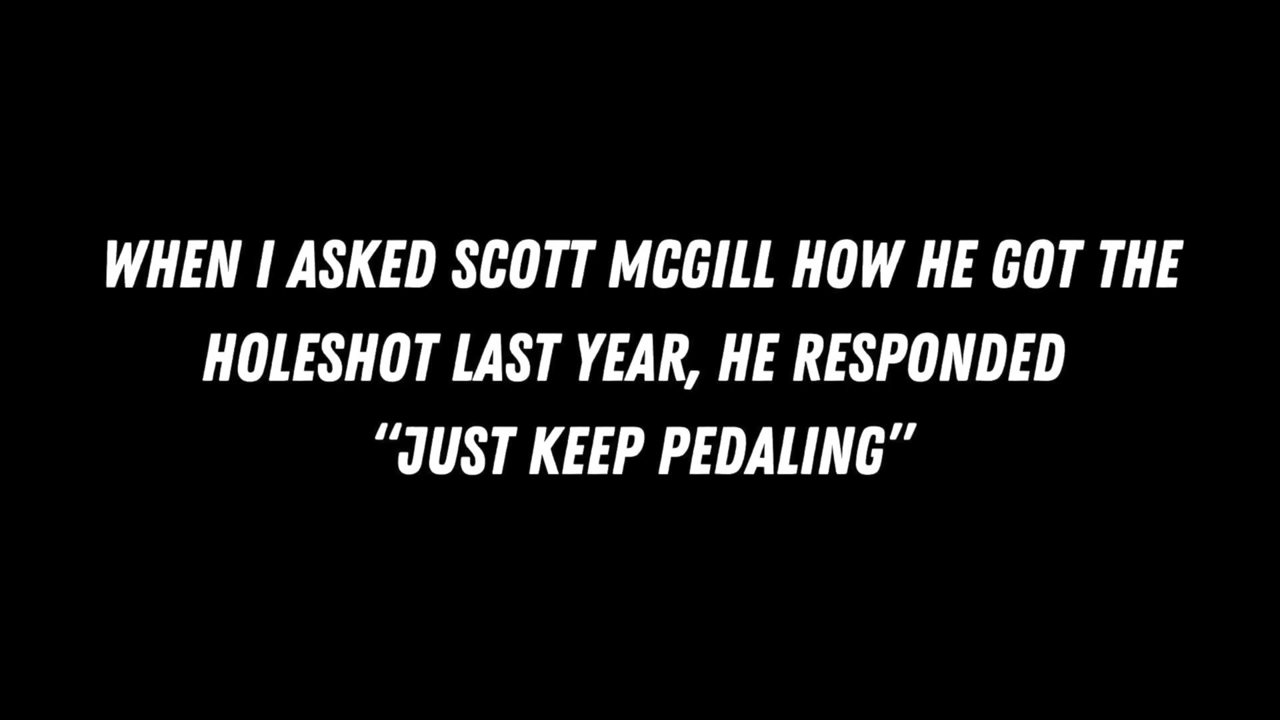 WHEN I ASKED SCOTT MCGILL HOW HE GOT THE
HOLESHOT LAST YEAR, HE RESPONDED
“JUST KEEP PEDALING”